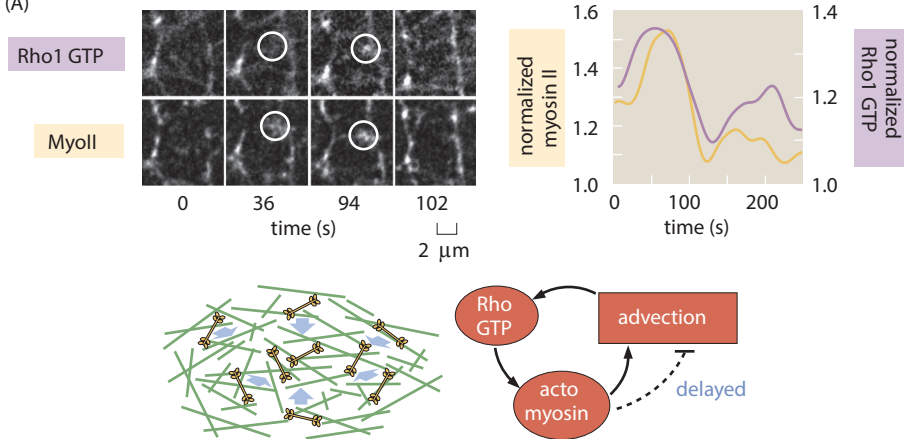 (A)
Rho1 GTP
MyoII
0 36 94 102
time (s)
2 μm
normalized
myosin II
1.6
1.4
1.2
1.0
1.4
1.2
1.0
normalized
Rho1 GTP
0 100 200
time (s)
Rho
GTP
advection
acto
myosin
delayed